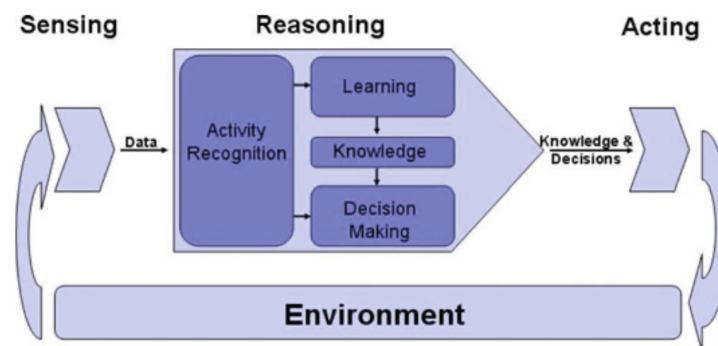 Sensing
Reasoning
Acting
Data
Activity
Recognition
Learning
Knowledge
Decision
Making
Knowledge &
Decisions
Environment